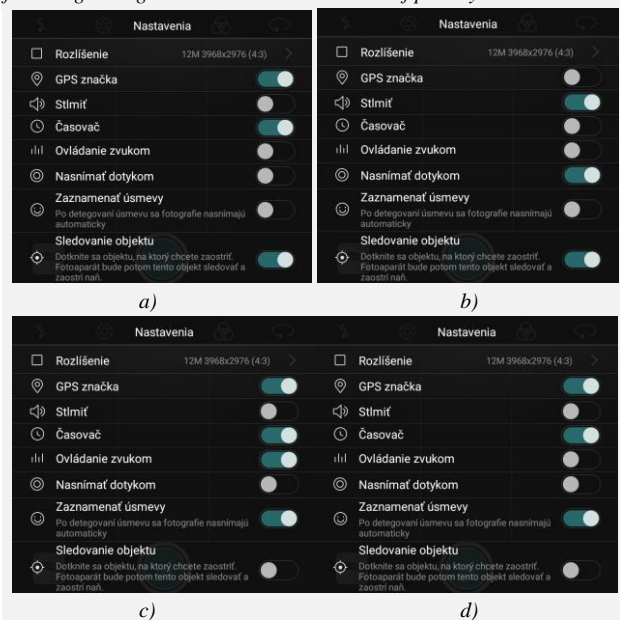 Nastavenia
Rozlíšenie 12M 3968x2976 (4:3)
GPS značka
Stlmiť
Časovač
Ovládanie zvukom
Nasnímať dotykom
Zaznamenať úsmevy
Po detegovaní úsmevu sa fotografie nasnímajú
automaticky
Sledovanie objektu
Dotknite sa objektu, na ktorý chcete zaostriť.
Fotoaparát bude potom tento objekt sledovať a
zaostrí naň.
a)
Nastavenia
Rozlíšenie 12M 3968x2976 (4:3)
GPS značka
Stlmiť
Časovač
Ovládanie zvukom
Nasnímať dotykom
Zaznamenať úsmevy
Po detegovaní úsmevu sa fotografie nasnímajú
automaticky
Sledovanie objektu
Dotknite sa objektu, na ktorý chcete zaostriť.
Fotoaparát bude potom tento objekt sledovať a
zaostrí naň.
b)
Nastavenia
Rozlíšenie 12M 3968x2976 (4:3)
GPS značka
Stlmiť
Časovač
Ovládanie zvukom
Nasnímať dotykom
Zaznamenať úsmevy
Po detegovaní úsmevu sa fotografie nasnímajú
automaticky
Sledovanie objektu
Dotknite sa objektu, na ktorý chcete zaostriť.
Fotoaparát bude potom tento objekt sledovať a
zaostrí naň.
c)
Nastavenia
Rozlíšenie 12M 3968x2976 (4:3)
GPS značka
Stlmiť
Časovač
Ovládanie zvukom
Nasnímať dotykom
Zaznamenať úsmevy
Po detegovaní úsmevu sa fotografie nasnímajú
automaticky
Sledovanie objektu
Dotknite sa objektu, na ktorý chcete zaostriť.
Fotoaparát bude potom tento objekt sledovať a
zaostrí naň.
d)